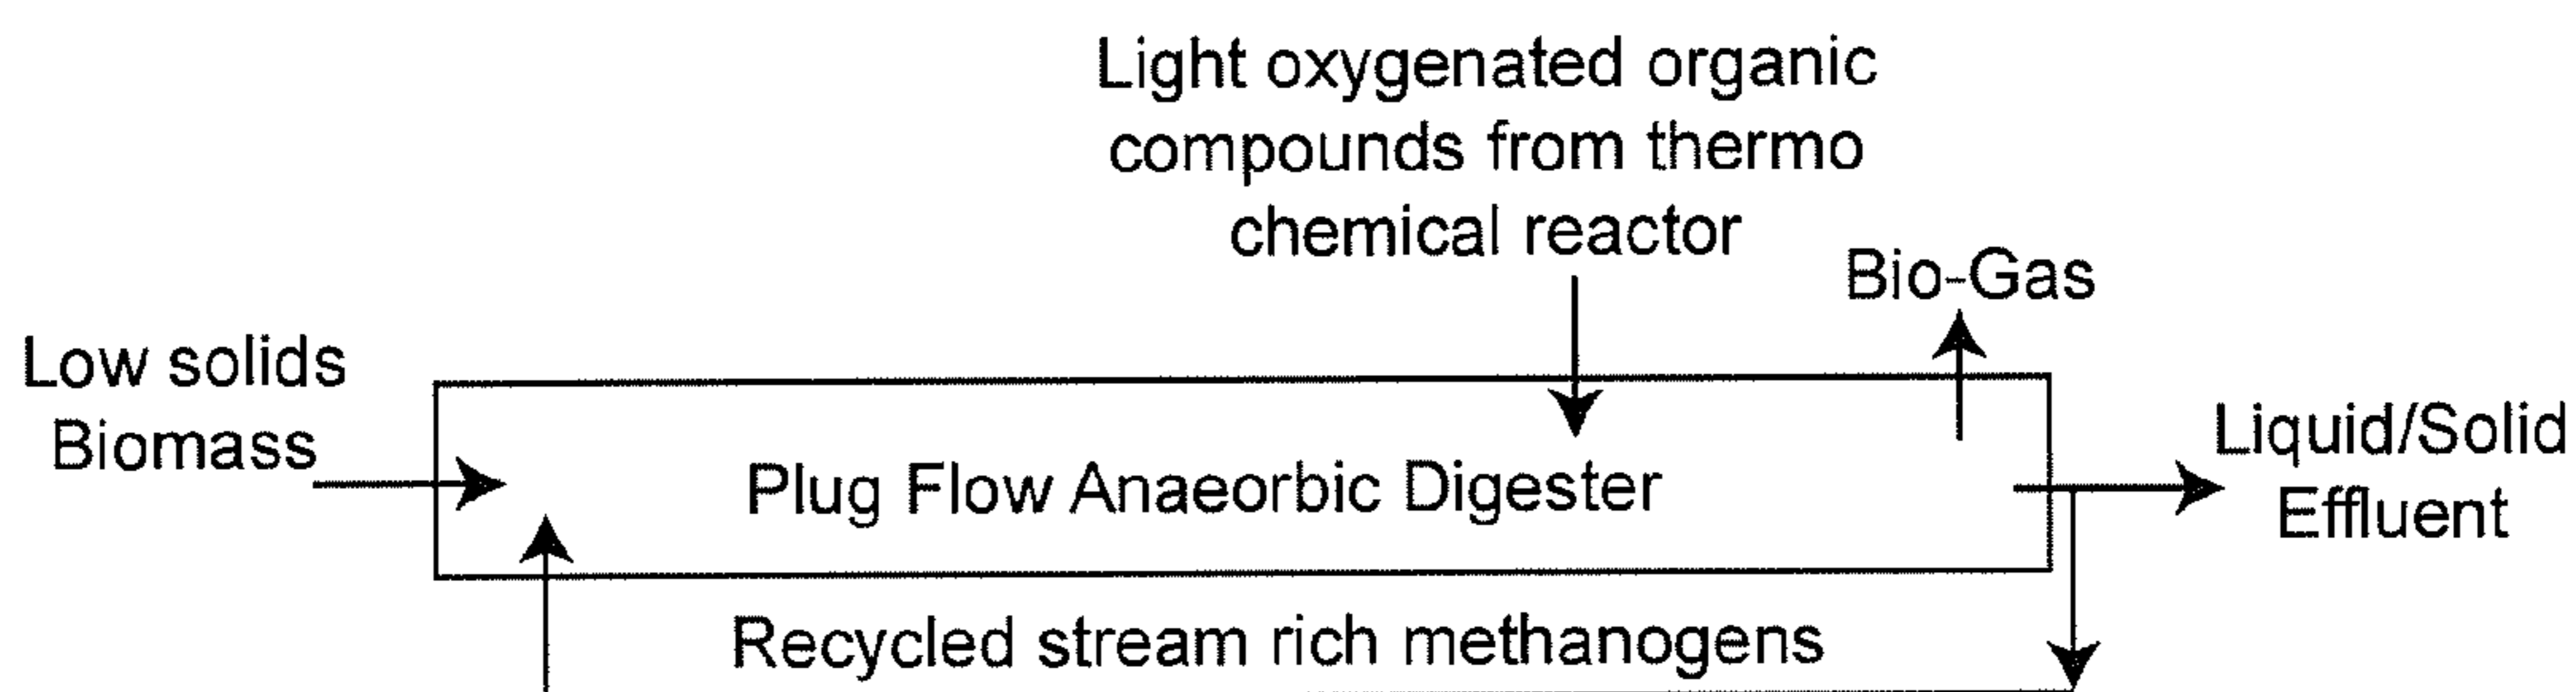 Light oxygenated organic
compounds from thermo
chemical reactor
Bio-Gas
Low solids
Biomass
Plug Flow Anaeorbic Digester
Liquid/Solid
Effluent
Recycled stream rich methanogens